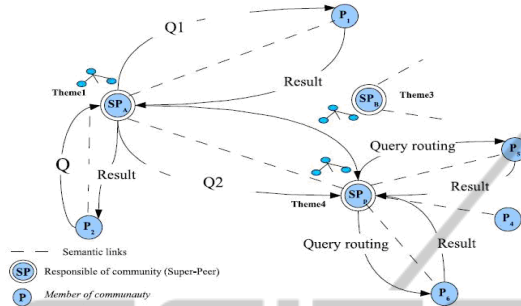 Q1
P1
Theme1
SPA
Result
SPB
Theme3
Query routing
P5
Q
Result
Q2
Result
P2
Theme4
P4
Query routing
Result
P6
Semantic links
SP Responsible of community (Super-Peer)
P Member of communauty